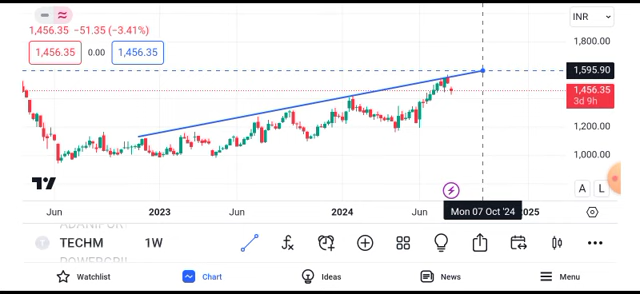 INR
1,456.35 −51.35 (−3.41%)
1,456.35 0.00 1,456.35
1,800.00
1,595.90
1,456.35
3d 9h
1,200.00
1,000.00
A L
Jun 2023 Jun 2024 Jun Mon 07 Oct '24 2025
TECHM 1W
POWERGRI
Watchlist Chart Ideas News Menu